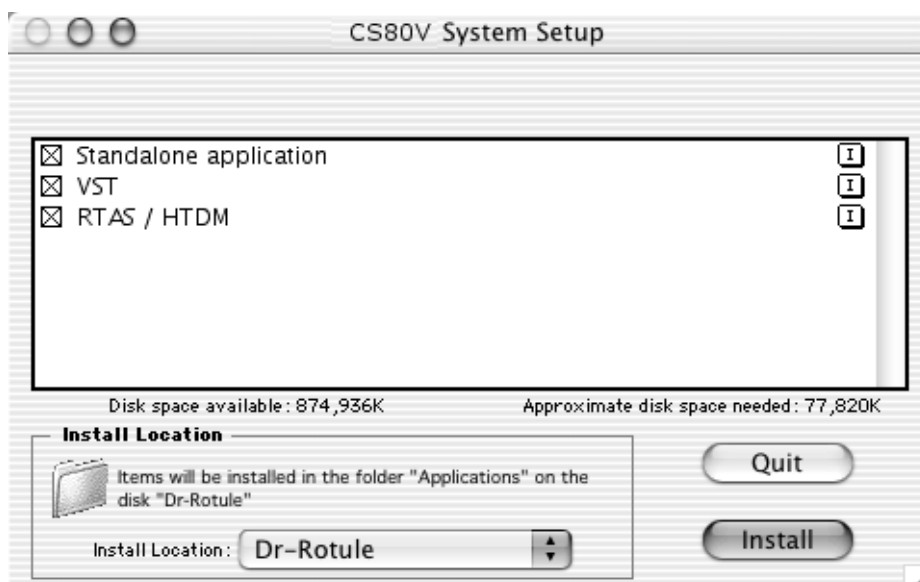 CS80V System Setup
Standalone application I
VST I
RTAS / HTDM I
Disk space available: 874,936K Approximate disk space needed: 77,820K
Install Location
Items will be installed in the folder "Applications" on the
disk "Dr-Rotule"
Quit
Install Location: Dr-Rotule
Install